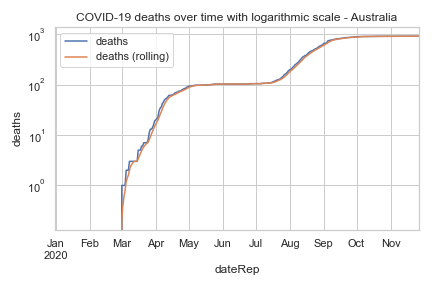 COVID-19 deaths over time with logarithmic scale - Australia
10³
deaths
deaths (rolling)
10²
deaths
10¹
10⁰
Jan Feb Mar Apr May Jun Jul Aug Sep Oct Nov
2020
dateRep